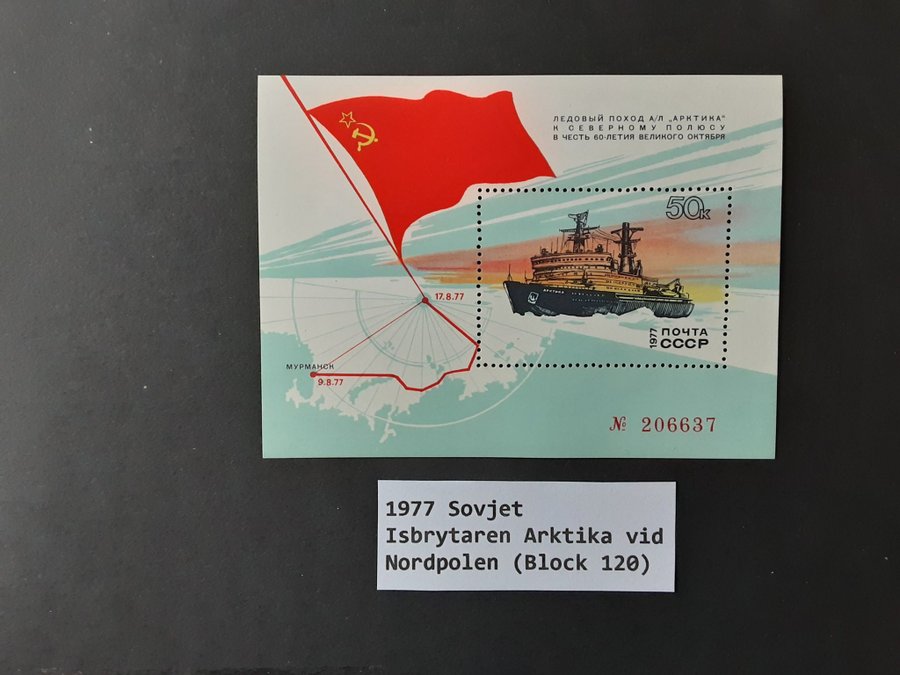 ЛЕДОВЫЙ ПОХОД А/Л „АРКТИКА“
К СЕВЕРНОМУ ПОЛЮСУ
В ЧЕСТЬ 60-ЛЕТИЯ ВЕЛИКОГО ОКТЯБРЯ
50к
17.8.77
1977 ПОЧТА
СССР
МУРМАНСК
9.8.77
№ 206637
1977 Sovjet
Isbrytaren Arktika vid
Nordpolen (Block 120)